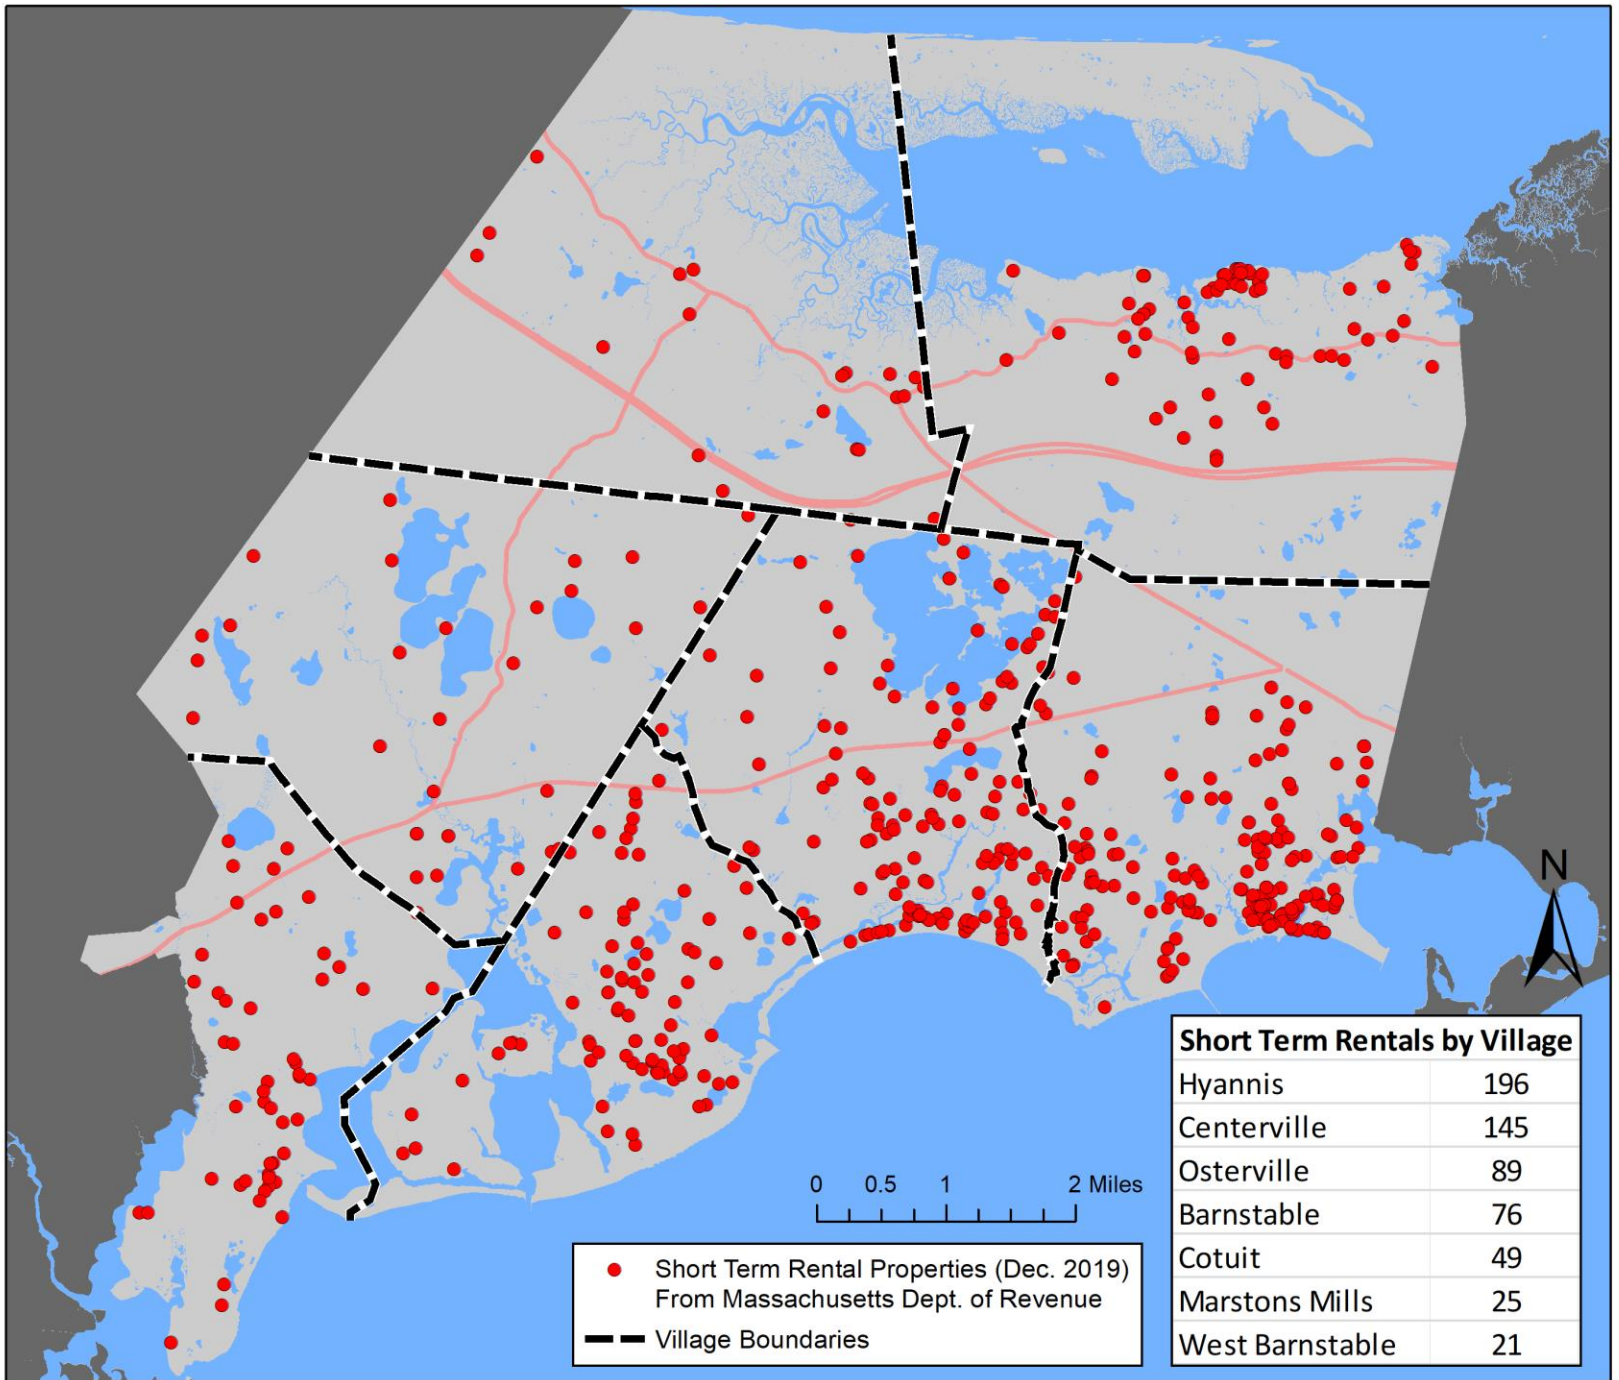 N
Short Term Rentals by Village
Hyannis 196
Centerville 145
Osterville 89
Barnstable 76
Cotuit 49
Marstons Mills 25
West Barnstable 21
0 0.5 1 2 Miles
Short Term Rental Properties (Dec. 2019)
From Massachusetts Dept. of Revenue
Village Boundaries